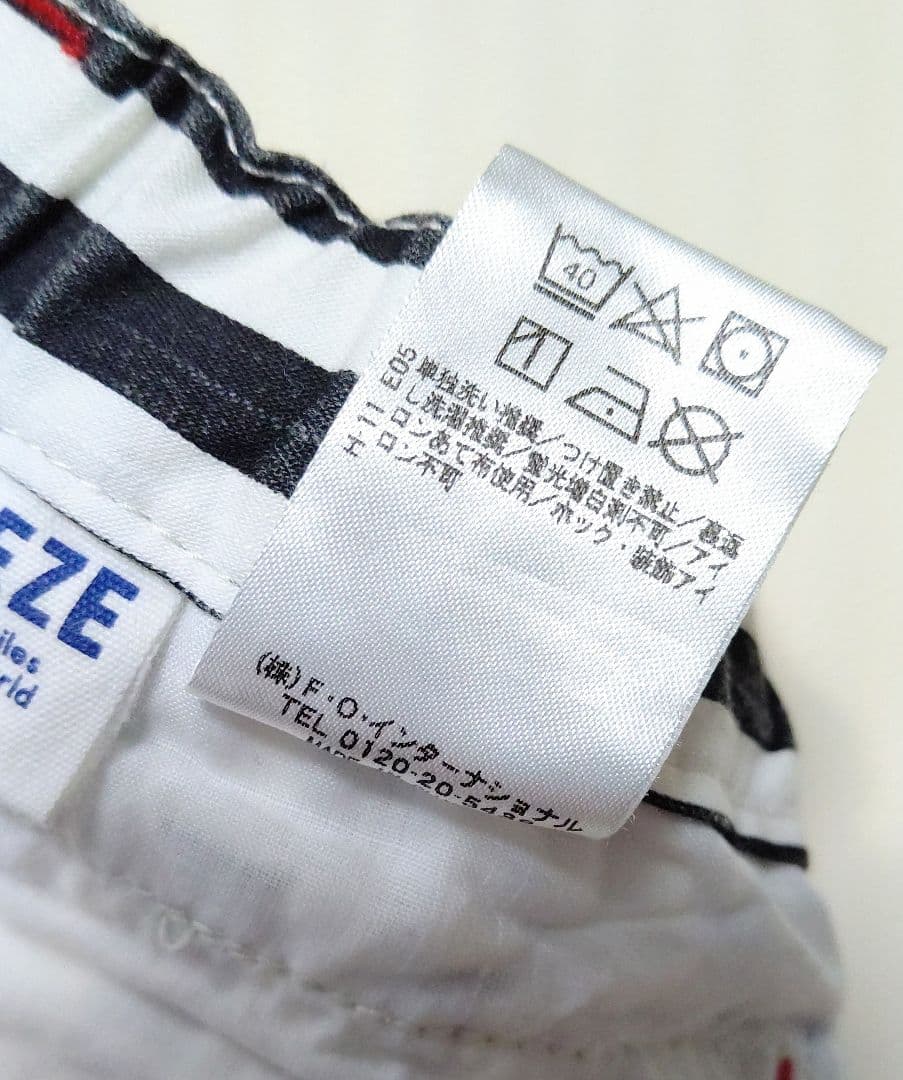 40
E05
11
単独洗い推奨/つけ置き禁止/裏返
し洗濯推奨/蛍光増白剤不可/アイ
ロンあて布使用/ホック・装飾アイ
ロン不可
(株)F・O・インターナショナル
TEL 0120-20-54
EZE
iles
rld